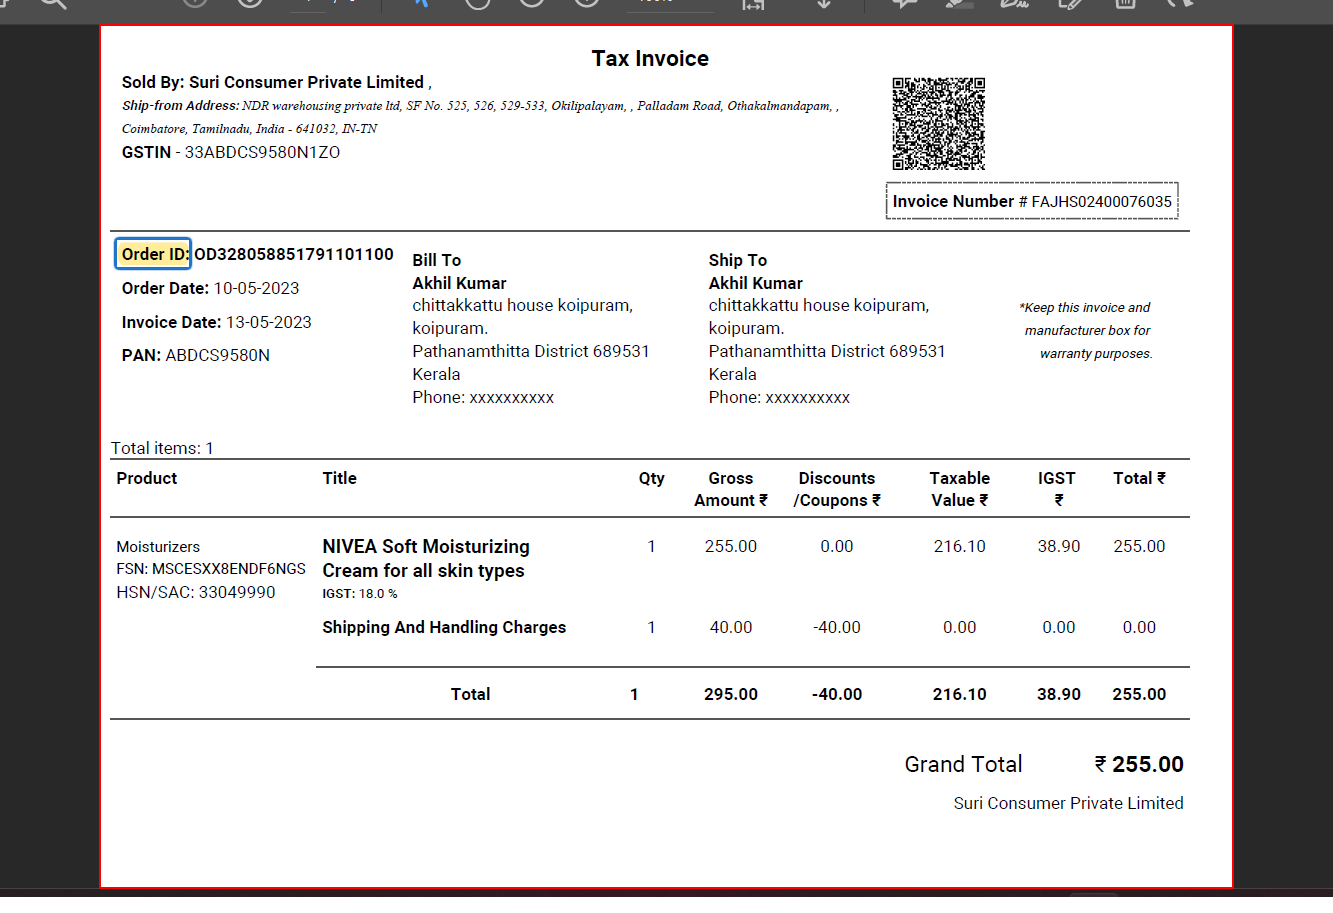 Tax Invoice
Sold By: Suri Consumer Private Limited ,
Ship-from Address: NDR warehousing private ltd, SF No. 525, 526, 529-533, Okilipalayam, , Palladam Road, Othakalmandapam, ,
Coimbatore, Tamilnadu, India - 641032, IN-TN
GSTIN - 33ABDCS9580N1ZO
Invoice Number # FAJHS02400076035
Order ID: OD328058851791101100
Order Date: 10-05-2023
Invoice Date: 13-05-2023
PAN: ABDCS9580N
Bill To
Akhil Kumar
chittakkattu house koipuram,
koipuram.
Pathanamthitta District 689531
Kerala
Phone: xxxxxxxxxx
Ship To
Akhil Kumar
chittakkattu house koipuram,
koipuram.
Pathanamthitta District 689531
Kerala
Phone: xxxxxxxxxx
*Keep this invoice and
manufacturer box for
warranty purposes.
Total items: 1
Product Title Qty Gross Amount ₹ Discounts /Coupons ₹ Taxable Value ₹ IGST ₹ Total ₹
Moisturizers
FSN: MSCESXX8ENDF6NGS
HSN/SAC: 33049990
NIVEA Soft Moisturizing
Cream for all skin types
IGST: 18.0 %
1 255.00 0.00 216.10 38.90 255.00
Shipping And Handling Charges 1 40.00 -40.00 0.00 0.00 0.00
Total 1 295.00 -40.00 216.10 38.90 255.00
Grand Total ₹ 255.00
Suri Consumer Private Limited